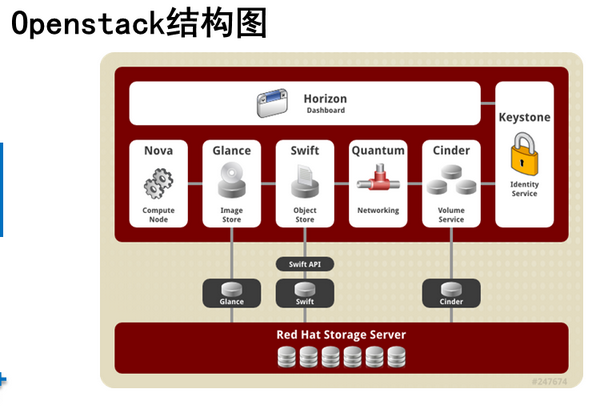 Openstack结构图
Horizon
Dashboard
Keystone
Identity
Service
Nova
Compute
Node
Glance
Image
Store
Swift
Object
Store
Quantum
Networking
Cinder
Volume
Service
Swift API
Glance
Swift
Cinder
Red Hat Storage Server
#247674